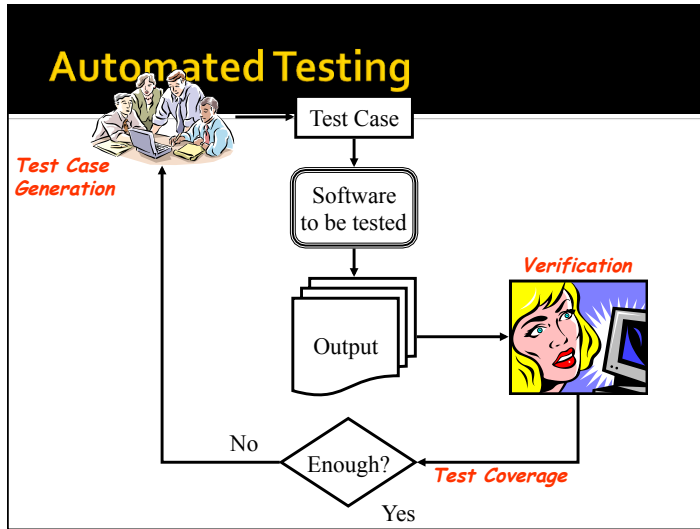 Automated Testing
Test Case
Test Case
Generation
Software
to be tested
Verification
Output
No
Enough?
Test Coverage
Yes